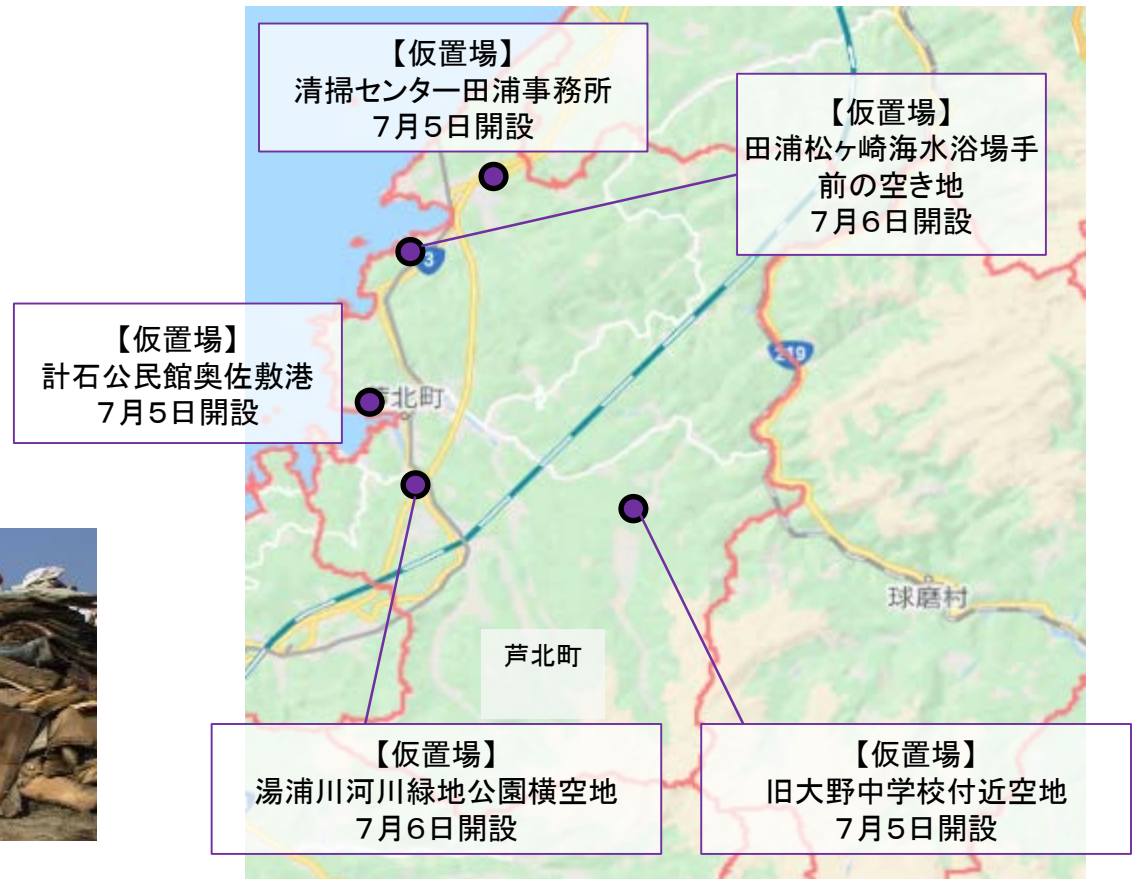 【仮置場】
清掃センター田浦事務所
7月5日開設
【仮置場】
田浦松ヶ崎海水浴場手
前の空き地
7月6日開設
3
【仮置場】
計石公民館奥佐敷港
7月5日開設
北町
219
球磨村
芦北町
【仮置場】
湯浦川河川緑地公園横空地
7月6日開設
【仮置場】
旧大野中学校付近空地
7月5日開設